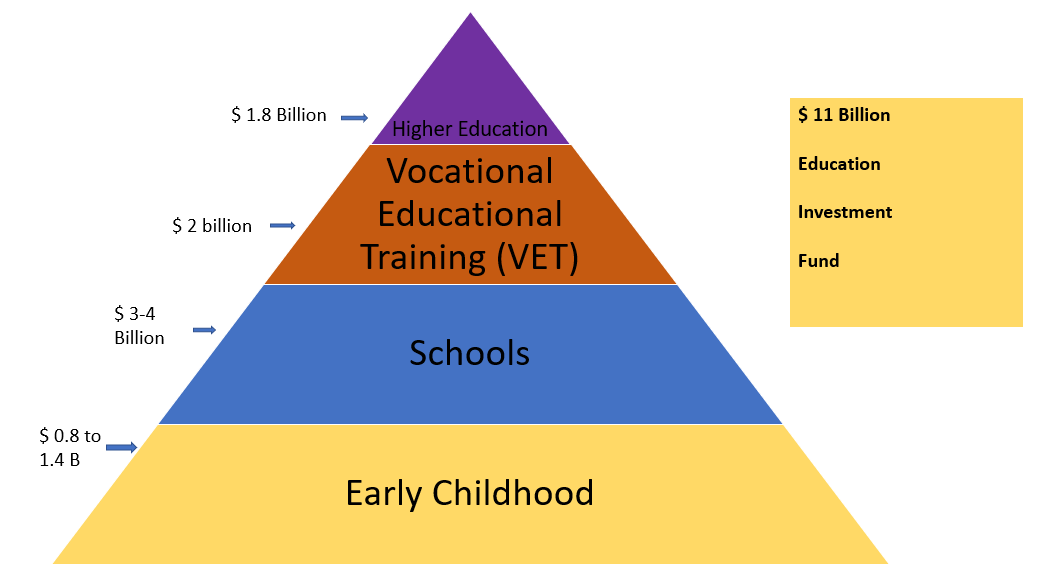 $ 1.8 Billion
Higher Education
$ 2 billion
Vocational
Educational
Training (VET)
$ 3-4
Billion
Schools
$ 0.8 to
1.4 B
Early Childhood
$ 11 Billion
Education
Investment
Fund